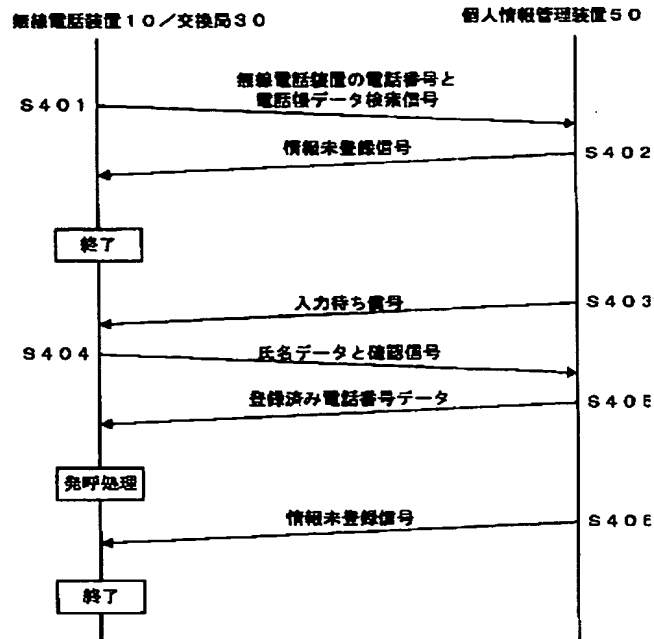 無線電話装置10/交換局30
個人情報管理装置50
無線電話装置の電話番号と
電話帳データ検索信号
S401
情報未登録信号
S402
終了
入力待ち信号
S403
S404
氏名データと確認信号
登録済み電話番号データ
S405
発呼処理
情報未登録信号
S406
終了